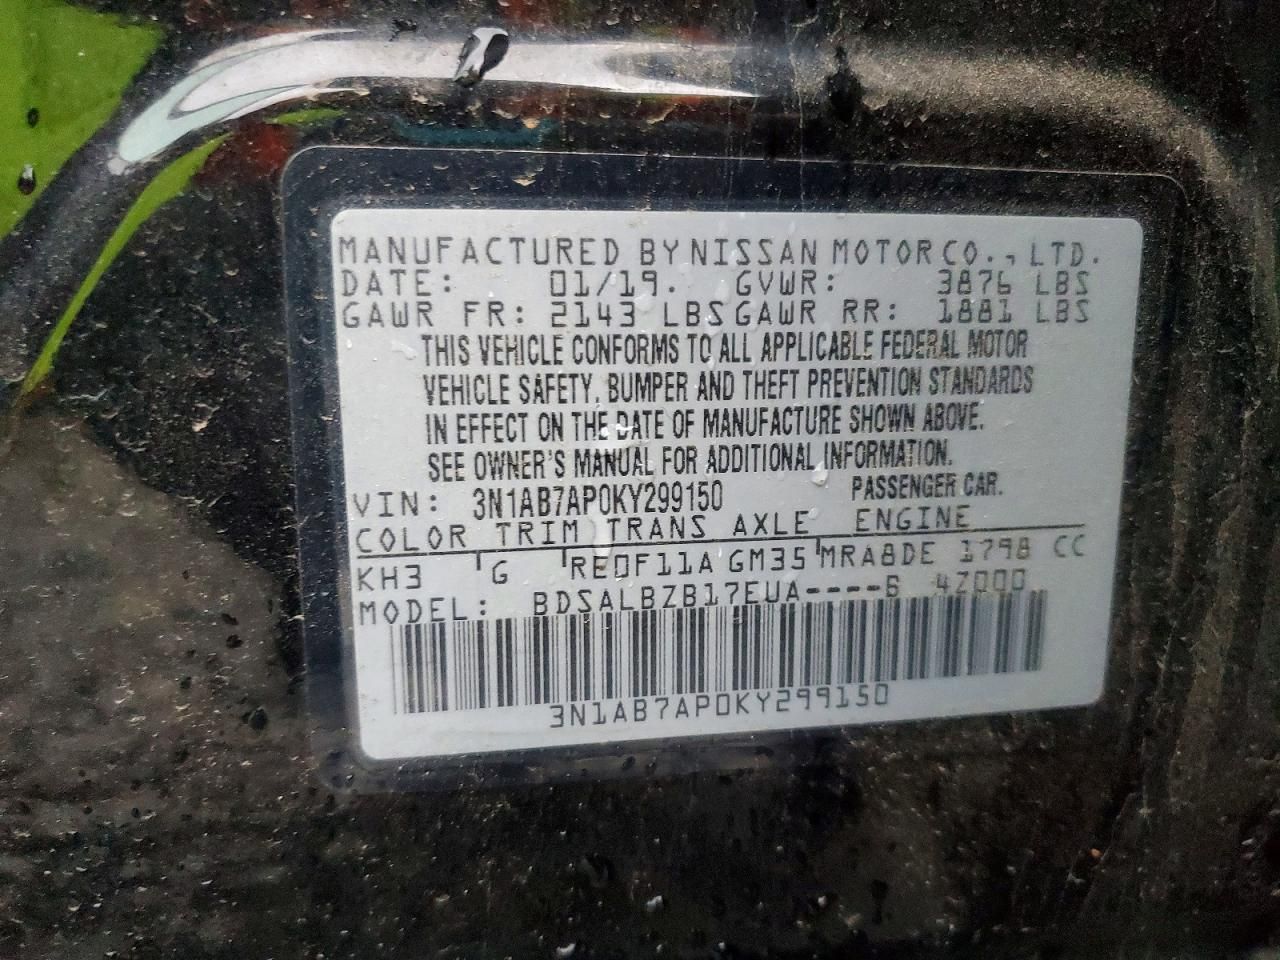 MANUFACTURED BY NISSAN MOTOR CO., LTD.
DATE: 01/19. GVWR: 3876 LBS
GAWR FR: 2143 LBS GAWR RR: 1881 LBS
THIS VEHICLE CONFORMS TO ALL APPLICABLE FEDERAL MOTOR
VEHICLE SAFETY, BUMPER AND THEFT PREVENTION STANDARDS
IN EFFECT ON THE DATE OF MANUFACTURE SHOWN ABOVE.
SEE OWNER'S MANUAL FOR ADDITIONAL INFORMATION.
VIN: 3N1AB7AP0KY299150 PASSENGER CAR.
COLOR TRIM TRANS AXLE ENGINE
KH3 G RE0F11A GM35 MRA8DE 1798 CC
MODEL: BDSALBZB17EUA----6 4Z000
3N1AB7AP0KY299150